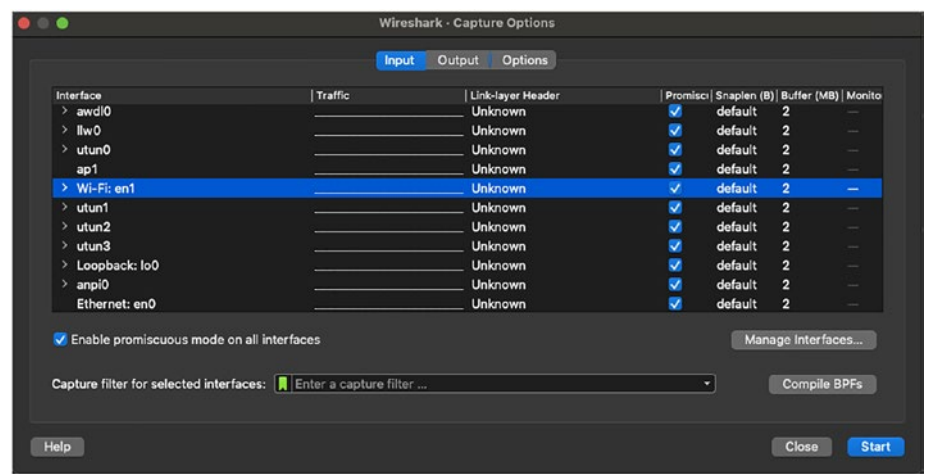 Wireshark · Capture Options
Input Output Options
Interface Traffic Link-layer Header Promisc Snaplen (B) Buffer (MB) Monito
> awdl0 Unknown default 2 —
> llw0 Unknown default 2 —
> utun0 Unknown default 2 —
ap1 Unknown default 2 —
> Wi-Fi: en1 Unknown default 2 —
> utun1 Unknown default 2 —
> utun2 Unknown default 2 —
> utun3 Unknown default 2 —
> Loopback: lo0 Unknown default 2 —
> anpi0 Unknown default 2 —
Ethernet: en0 Unknown default 2 —
Enable promiscuous mode on all interfaces Manage Interfaces...
Capture filter for selected interfaces: Enter a capture filter ... Compile BPFs
Help Close Start